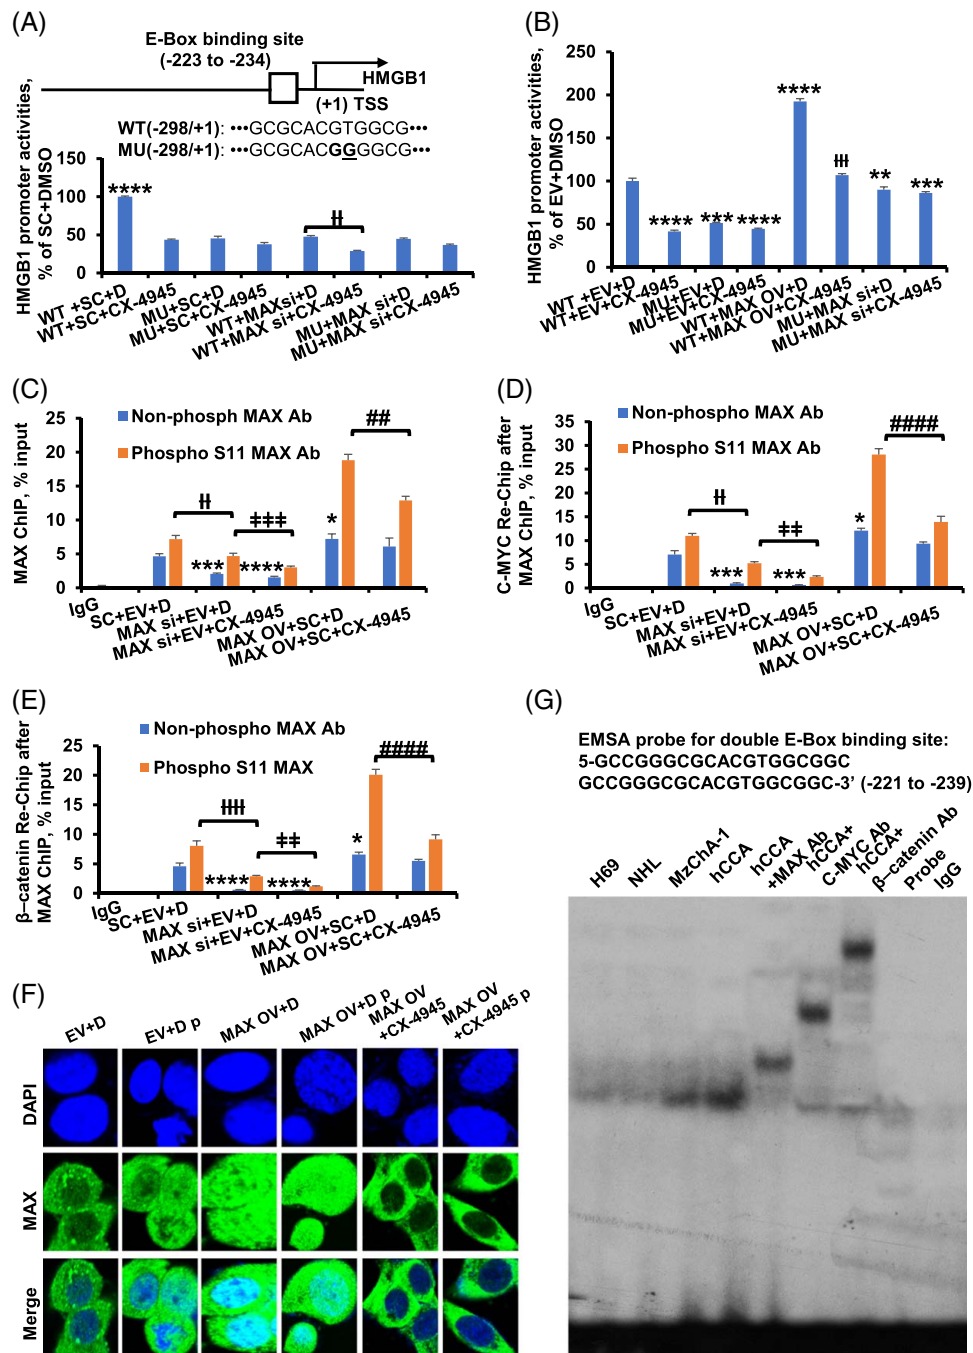 (A)
E-Box binding site
(-223 to -234)
HMGB1
(+1) TSS
WT(-298/+1): •••GCGCACGTGGCG•••
MU(-298/+1): •••GCGCACGGGGCG•••
HMGB1 promoter activities,
% of SC+DMSO
150
100
50
0
****
ƗƗ
WT +SC+D
WT+SC+CX-4945
MU+SC+D
MU+SC+CX-4945
WT+MAXsi+D
WT+MAX si+CX-4945
MU+MAX si+D
MU+MAX si+CX-4945
(B)
HMGB1 promoter activities,
% of EV+DMSO
250
200
150
100
50
0
****
***
****
****
ƗƗƗ
**
***
WT +EV+D
WT+EV+CX-4945
MU+EV+D
MU+EV+CX-4945
WT+MAX OV+D
WT+MAX OV+CX-4945
MU+MAX si+D
MU+MAX si+CX-4945
(C)
Non-phosph MAX Ab
Phospho S11 MAX Ab
MAX ChIP, % input
25
20
15
10
5
0
ƗƗ
***
‡‡‡
****
*
##
IgG
SC+EV+D
MAX si+EV+D
MAX si+EV+CX-4945
MAX OV+SC+D
MAX OV+SC+CX-4945
(D)
Non-phospho MAX Ab
Phospho S11 MAX Ab
C-MYC Re-Chip after
MAX ChIP, % input
35
30
25
20
15
10
5
0
ƗƗ
***
‡‡
***
*
####
IgG
SC+EV+D
MAX si+EV+D
MAX si+EV+CX-4945
MAX OV+SC+D
MAX OV+SC+CX-4945
(E)
Non-phospho MAX Ab
Phospho S11 MAX
β–catenin Re-Chip after
MAX ChIP, % input
25
20
15
10
5
0
ƗƗƗƗ
****
‡‡
****
*
####
IgG
SC+EV+D
MAX si+EV+D
MAX si+EV+CX-4945
MAX OV+SC+D
MAX OV+SC+CX-4945
(F)
EV+D
EV+D p
MAX OV+D
MAX OV+D p
MAX OV
+CX-4945
MAX OV
+CX-4945 p
DAPI
MAX
Merge
(G)
EMSA probe for double E-Box binding site:
5-GCCGGGCGCACGTGGCGGC
GCCGGGCGCACGTGGCGGC-3’ (-221 to -239)
H69
NHL
MzChA-1
hCCA
hCCA
+MAX Ab
hCCA+
C-MYC Ab
hCCA+
β–catenin Ab
Probe
IgG